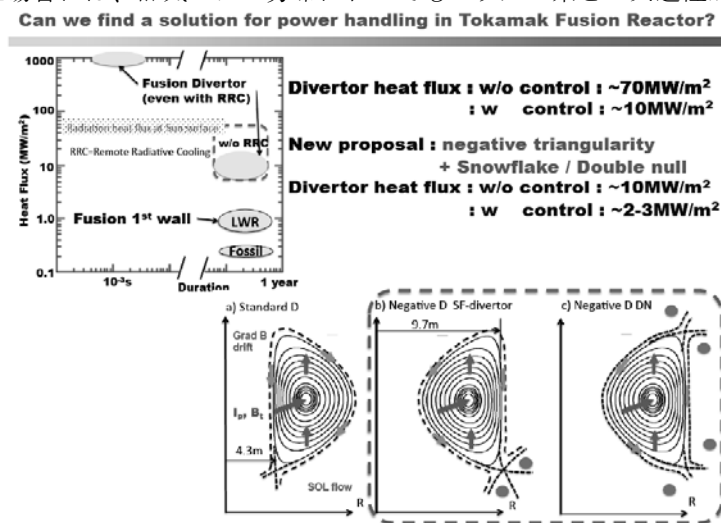 Can we find a solution for power handling in Tokamak Fusion Reactor?
1000
100
10
1.0
0.1
Heat Flux (MW/m²)
Fusion Divertor
(even with RRC)
Radiation heat flux at sun surface
RRC=Remote Radiative Cooling
w/o RRC
Fusion 1st wall
LWR
Fossil
10⁻³s
Duration
1 year
Divertor heat flux : w/o control : ~70MW/m²
: w control : ~10MW/m²
New proposal : negative triangularity
+ Snowflake / Double null
Divertor heat flux : w/o control : ~10MW/m²
: w control : ~2-3MW/m²
a) Standard D
Grad B
drift
Ip, Bt
4.3m
SOL flow
R
b) Negative D SF-divertor
9.7m
R
c) Negative D DN
R